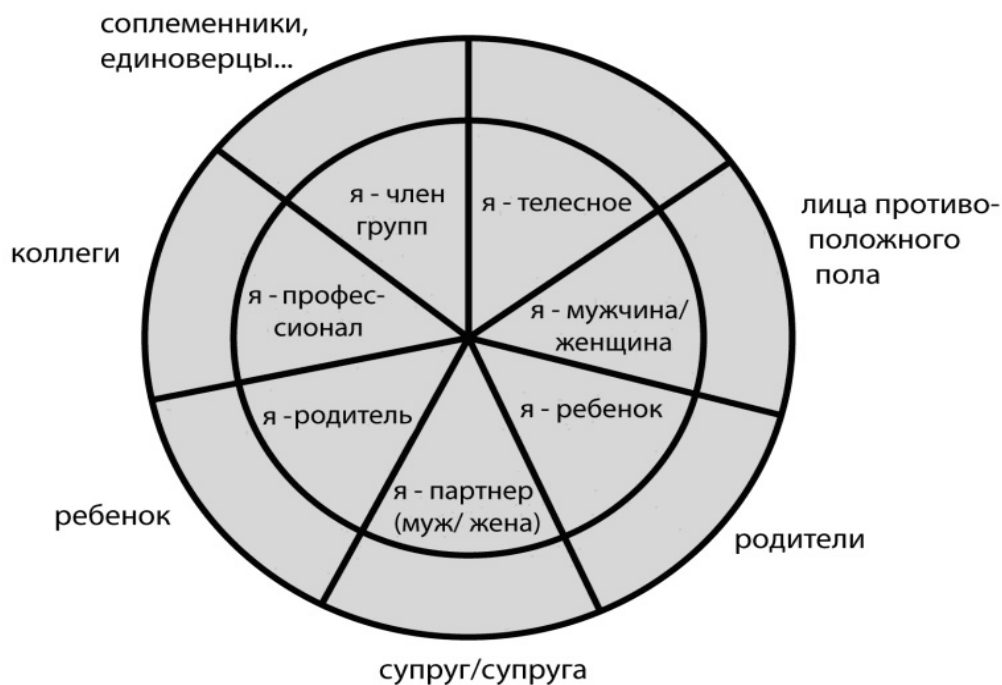 соплеменники,
единоверцы...
я - член
групп
я - телесное
лица противо-
положного
пола
коллеги
я - профес-
сионал
я - мужчина/
женщина
я -родитель
я - ребенок
я - партнер
(муж/ жена)
ребенок
родители
супруг/супруга